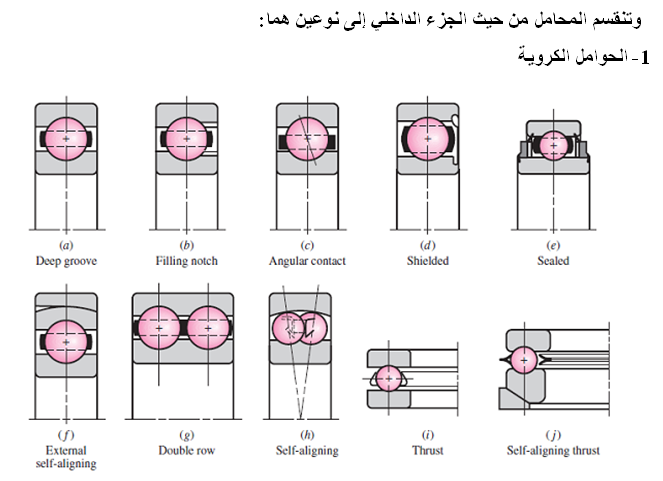 وتنقسم المحامل من حيث الجزء الداخلي إلى نوعين هما:
1- الحوامل الكروية
(a)
Deep groove
(b)
Filling notch
(c)
Angular contact
(d)
Shielded
(e)
Sealed
(f)
External
self-aligning
(g)
Double row
(h)
Self-aligning
(i)
Thrust
(j)
Self-aligning thrust